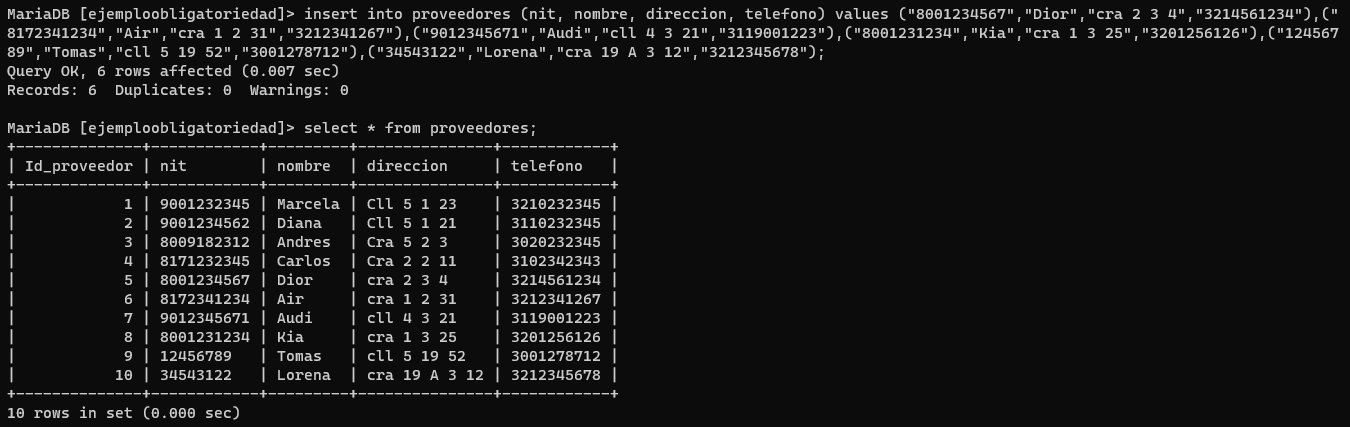 MariaDB [ejemploobligatoriedad]> insert into proveedores (nit, nombre, direccion, telefono) values ("8001234567","Dior","cra 2 3 4","3214561234"),("
8172341234","Air","cra 1 2 31","3212341267"),("9012345671","Audi","cll 4 3 21","3119001223"),("8001231234","Kia","cra 1 3 25","3201256126"),("124567
89","Tomas","cll 5 19 52","3001278712"),("34543122","Lorena","cra 19 A 3 12","3212345678");
Query OK, 6 rows affected (0.007 sec)
Records: 6  Duplicates: 0  Warnings: 0

MariaDB [ejemploobligatoriedad]> select * from proveedores;
+--------------+------------+---------+---------------+------------+
| Id_proveedor | nit        | nombre  | direccion     | telefono   |
+--------------+------------+---------+---------------+------------+
|            1 | 9001232345 | Marcela | Cll 5 1 23    | 3210232345 |
|            2 | 9001234562 | Diana   | Cll 5 1 21    | 3110232345 |
|            3 | 8009182312 | Andres  | Cra 5 2 3     | 3020232345 |
|            4 | 8171232345 | Carlos  | Cra 2 2 11    | 3102342343 |
|            5 | 8001234567 | Dior    | cra 2 3 4     | 3214561234 |
|            6 | 8172341234 | Air     | cra 1 2 31    | 3212341267 |
|            7 | 9012345671 | Audi    | cll 4 3 21    | 3119001223 |
|            8 | 8001231234 | Kia     | cra 1 3 25    | 3201256126 |
|            9 | 12456789   | Tomas   | cll 5 19 52   | 3001278712 |
|           10 | 34543122   | Lorena  | cra 19 A 3 12 | 3212345678 |
+--------------+------------+---------+---------------+------------+
10 rows in set (0.000 sec)